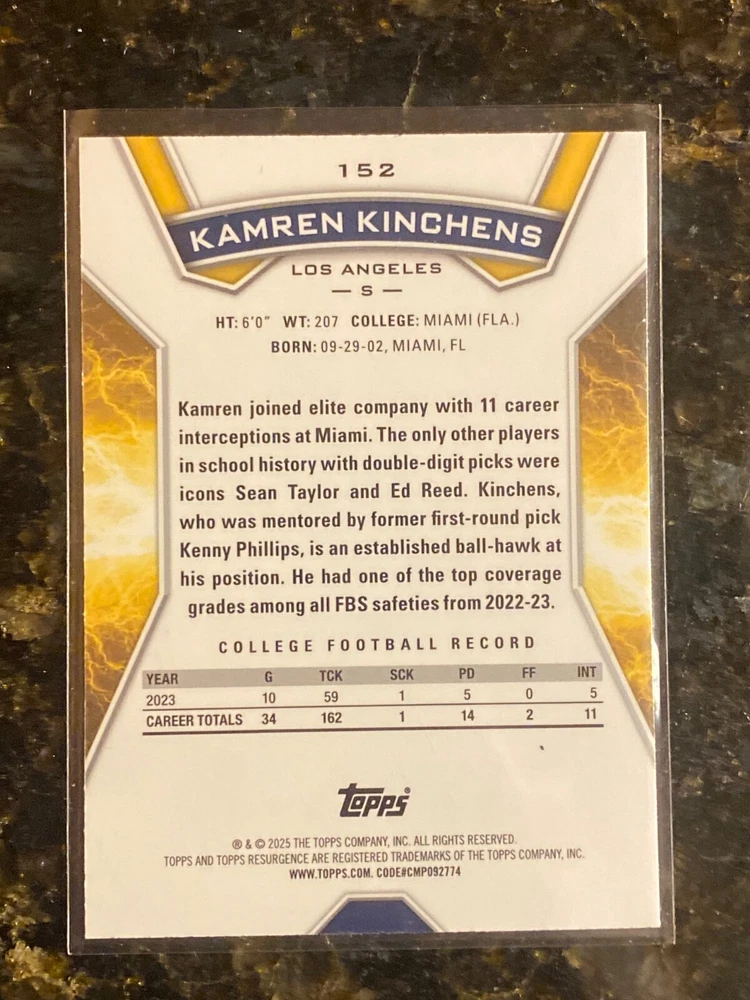 152
KAMREN KINCHENS
LOS ANGELES
— S —
HT: 6'0" WT: 207 COLLEGE: MIAMI (FLA.)
BORN: 09-29-02, MIAMI, FL
Kamren joined elite company with 11 career
interceptions at Miami. The only other players
in school history with double-digit picks were
icons Sean Taylor and Ed Reed. Kinchens,
who was mentored by former first-round pick
Kenny Phillips, is an established ball-hawk at
his position. He had one of the top coverage
grades among all FBS safeties from 2022-23.
COLLEGE FOOTBALL RECORD
YEAR G TCK SCK PD FF INT
2023 10 59 1 5 0 5
CAREER TOTALS 34 162 1 14 2 11
topps®
® & © 2025 THE TOPPS COMPANY, INC. ALL RIGHTS RESERVED.
TOPPS AND TOPPS RESURGENCE ARE REGISTERED TRADEMARKS OF THE TOPPS COMPANY, INC.
WWW.TOPPS.COM. CODE#CMP092774